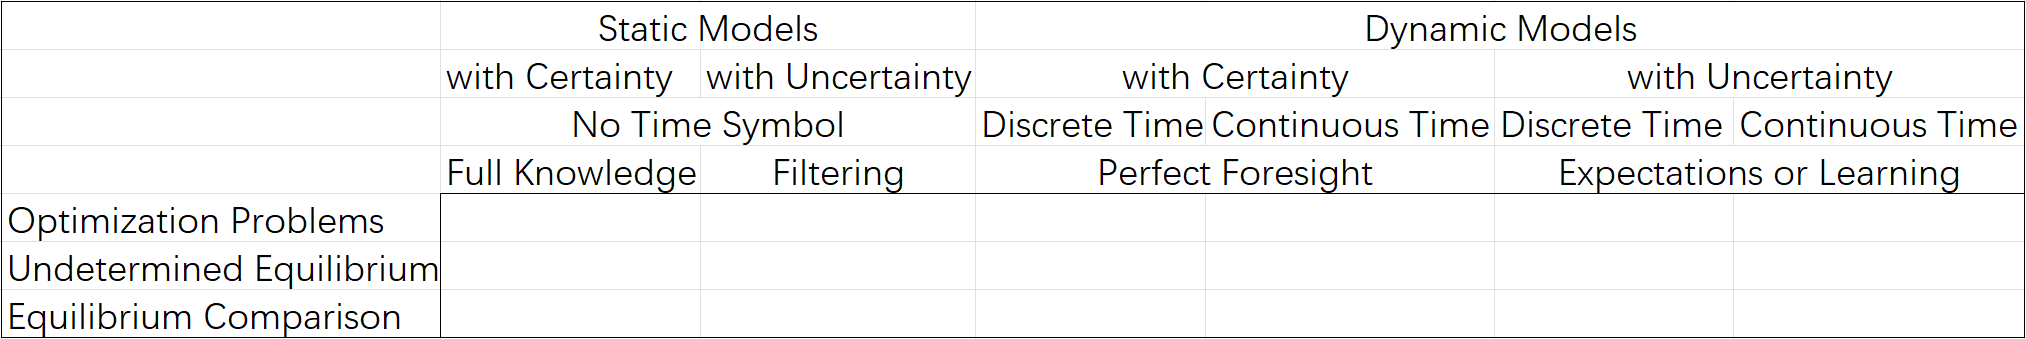 Static Models Dynamic Models
with Certainty with Uncertainty with Certainty with Uncertainty
No Time Symbol Discrete Time Continuous Time Discrete Time Continuous Time
Full Knowledge Filtering Perfect Foresight Expectations or Learning
Optimization Problems
Undetermined Equilibrium
Equilibrium Comparison